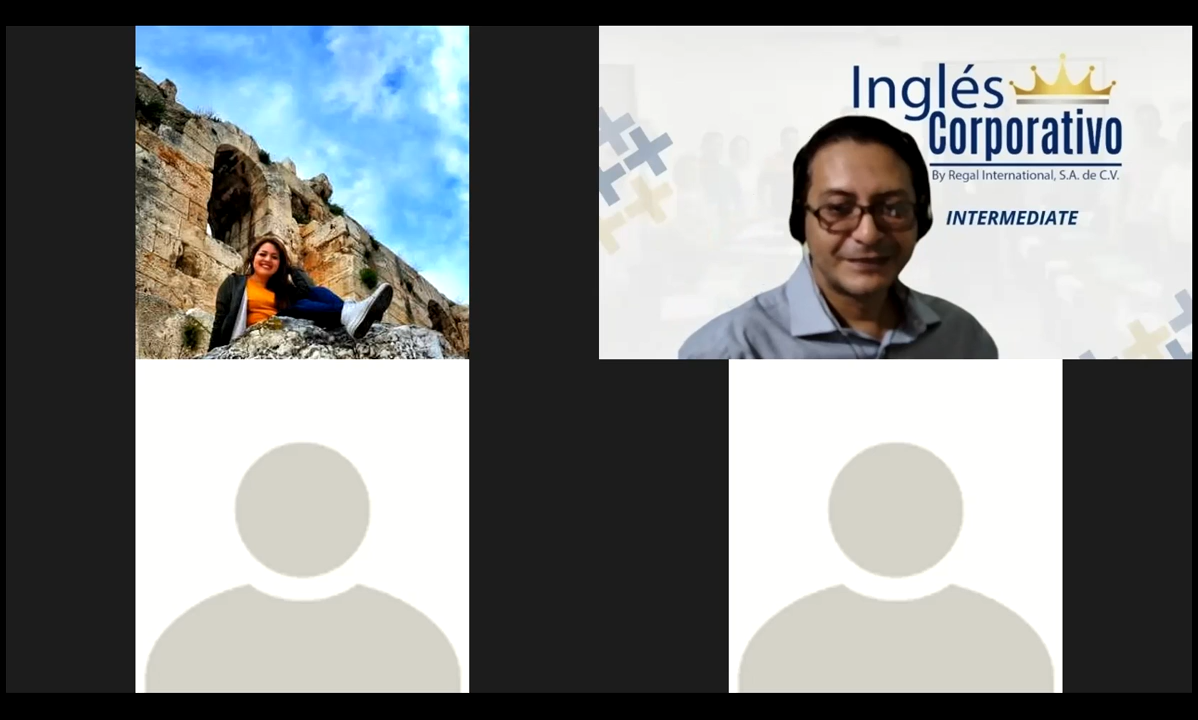 Inglés
Corporativo
By Regal International, S.A. de C.V.
INTERMEDIATE